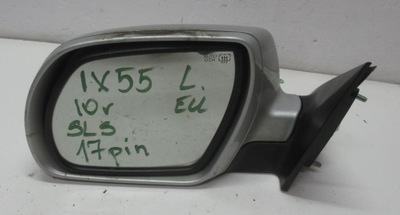 IX55 L.
10r EU
SLS
17pin